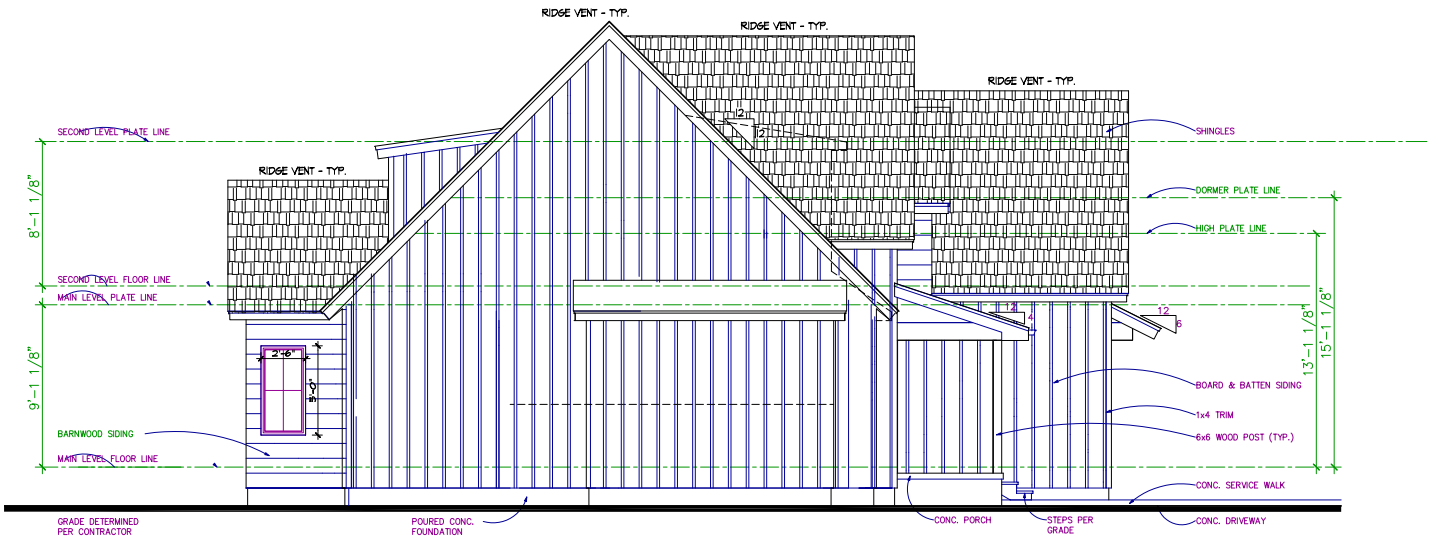 RIDGE VENT - TYP.
RIDGE VENT - TYP.
RIDGE VENT - TYP.
RIDGE VENT - TYP.
SECOND LEVEL PLATE LINE
8'-1 1/8"
SECOND LEVEL FLOOR LINE
MAIN LEVEL PLATE LINE
9'-1 1/8"
BARNWOOD SIDING
MAIN LEVEL FLOOR LINE
GRADE DETERMINED
PER CONTRACTOR
2'-6"
5'-0"
12
12
POURED CONC.
FOUNDATION
12
4
12
6
SHINGLES
DORMER PLATE LINE
HIGH PLATE LINE
13'-1 1/8"
15'-1 1/8"
BOARD & BATTEN SIDING
1x4 TRIM
6x6 WOOD POST (TYP.)
CONC. SERVICE WALK
CONC. PORCH
STEPS PER
GRADE
CONC. DRIVEWAY